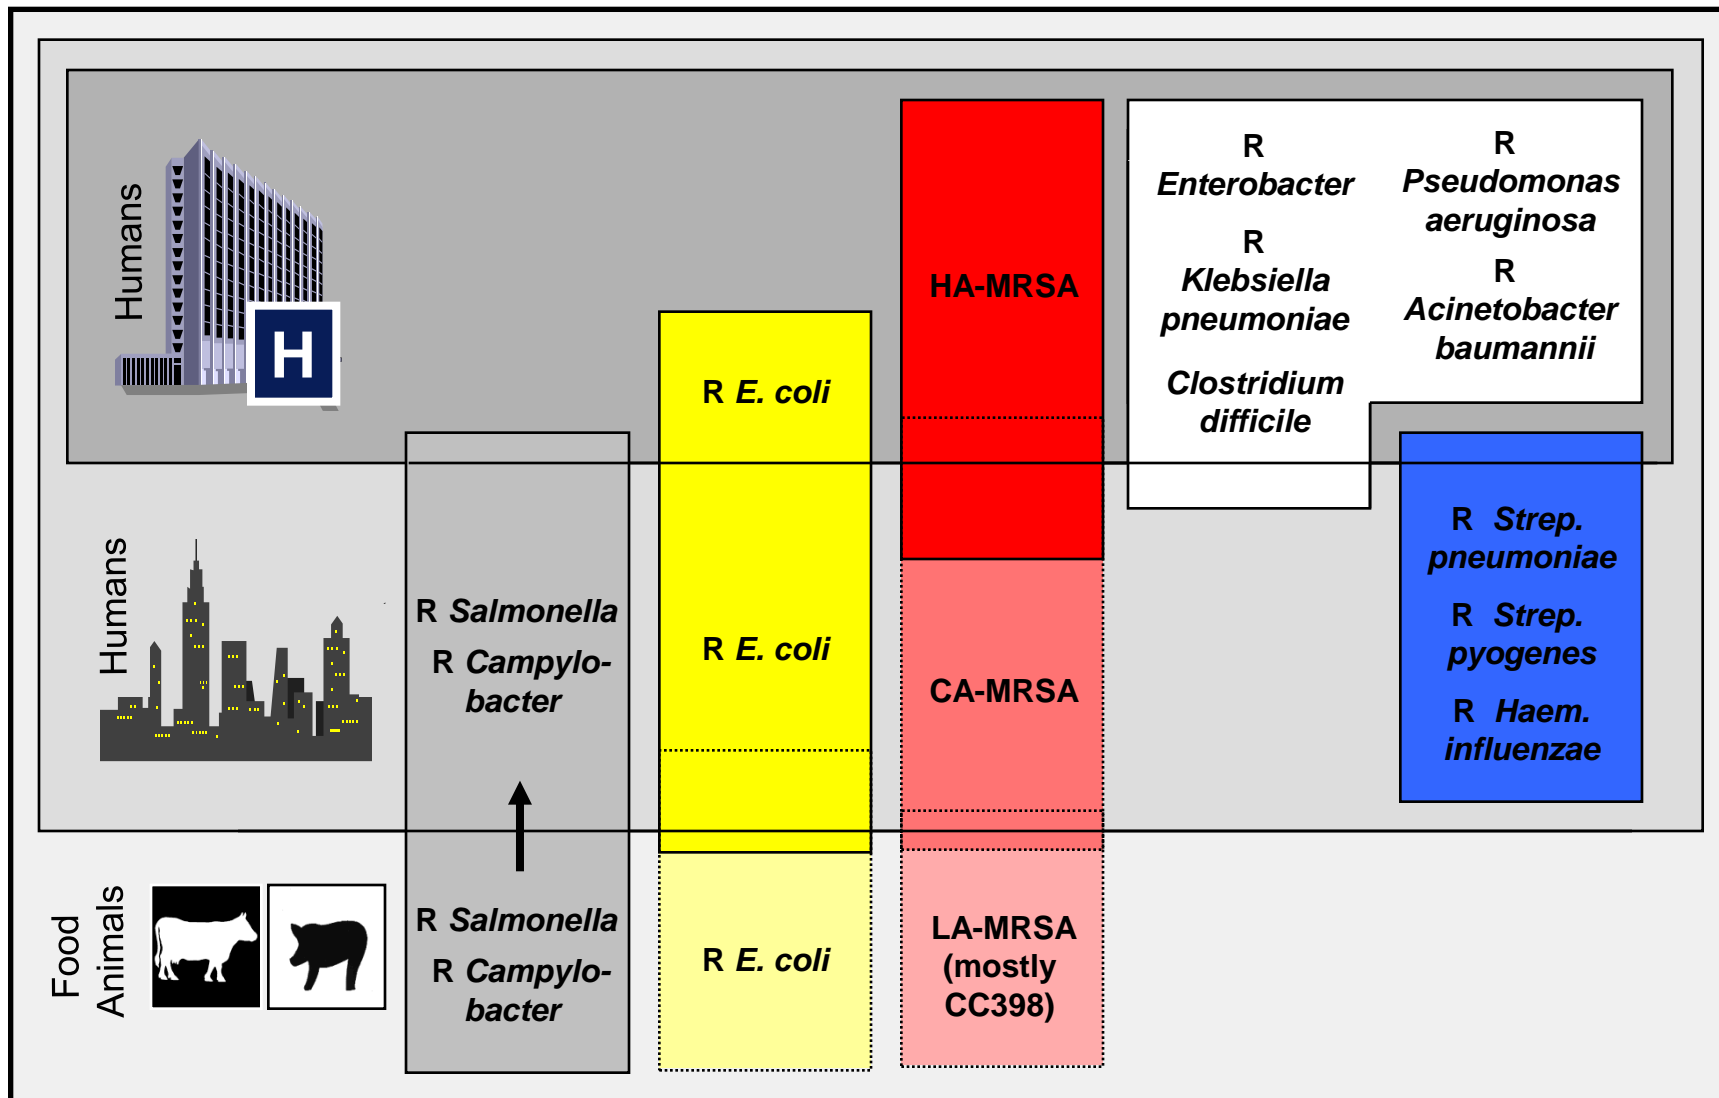 Humans
H
R E. coli
HA-MRSA
R
Enterobacter
R
Klebsiella
pneumoniae
Clostridium
difficile
R
Pseudomonas
aeruginosa
R
Acinetobacter
baumannii
Humans
R Salmonella
R Campylo-
bacter
R E. coli
CA-MRSA
R Strep.
pneumoniae
R Strep.
pyogenes
R Haem.
influenzae
Food
Animals
R Salmonella
R Campylo-
bacter
R E. coli
LA-MRSA
(mostly
CC398)